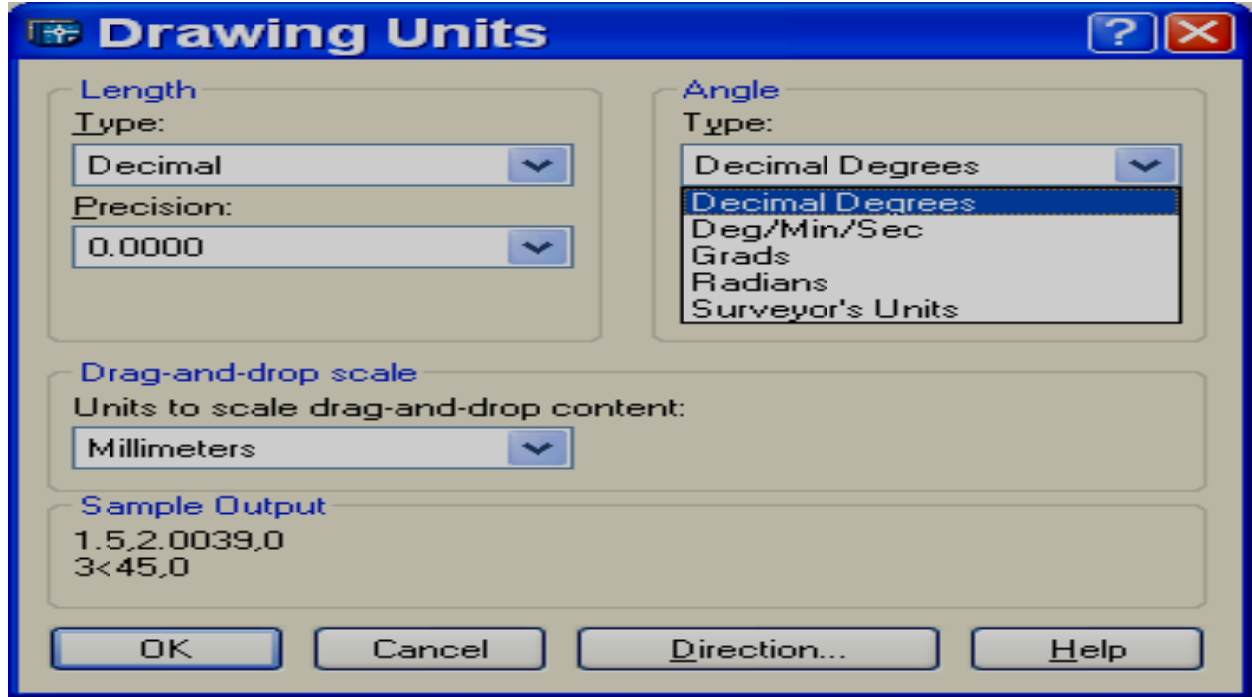 Drawing Units
Length
Type:
Decimal
Precision:
0.0000
Angle
Type:
Decimal Degrees
Decimal Degrees
Deg/Min/Sec
Grads
Radians
Surveyor's Units
Drag-and-drop scale
Units to scale drag-and-drop content:
Millimeters
Sample Output
1.5,2.0039,0
3<45,0
OK Cancel Direction... Help